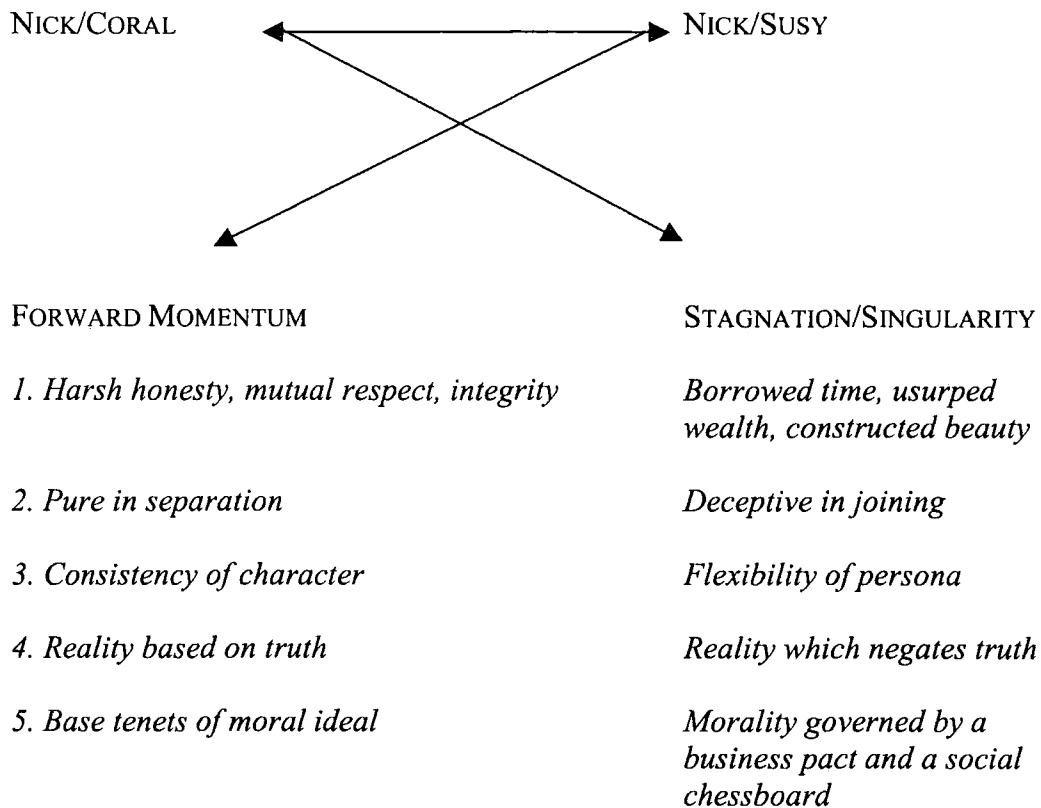 NICK/CORAL NICK/SUSY
FORWARD MOMENTUM STAGNATION/SINGULARITY
1. Harsh honesty, mutual respect, integrity Borrowed time, usurped
wealth, constructed beauty
2. Pure in separation Deceptive in joining
3. Consistency of character Flexibility of persona
4. Reality based on truth Reality which negates truth
5. Base tenets of moral ideal Morality governed by a
business pact and a social
chessboard